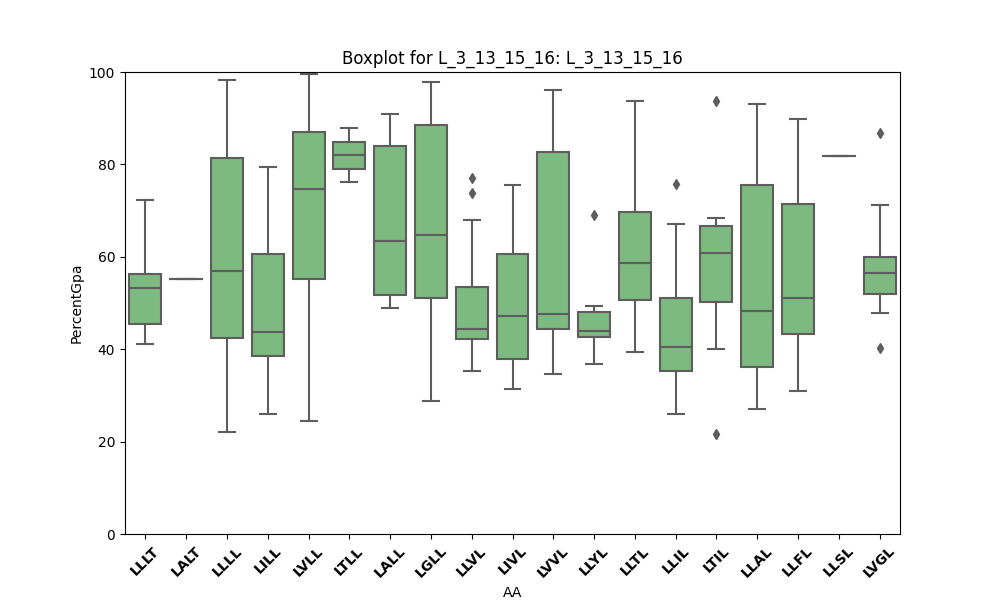 Boxplot for L_3_13_15_16: L_3_13_15_16
PercentGpa
100
80
60
40
20
0
LLLT LALT LLLL LILL LVLL LTLL LALL LGLL LLVL LIVL LVVL LLYL LLTL LLIL LTIL LLAL LLFL LLSL LVGL
AA